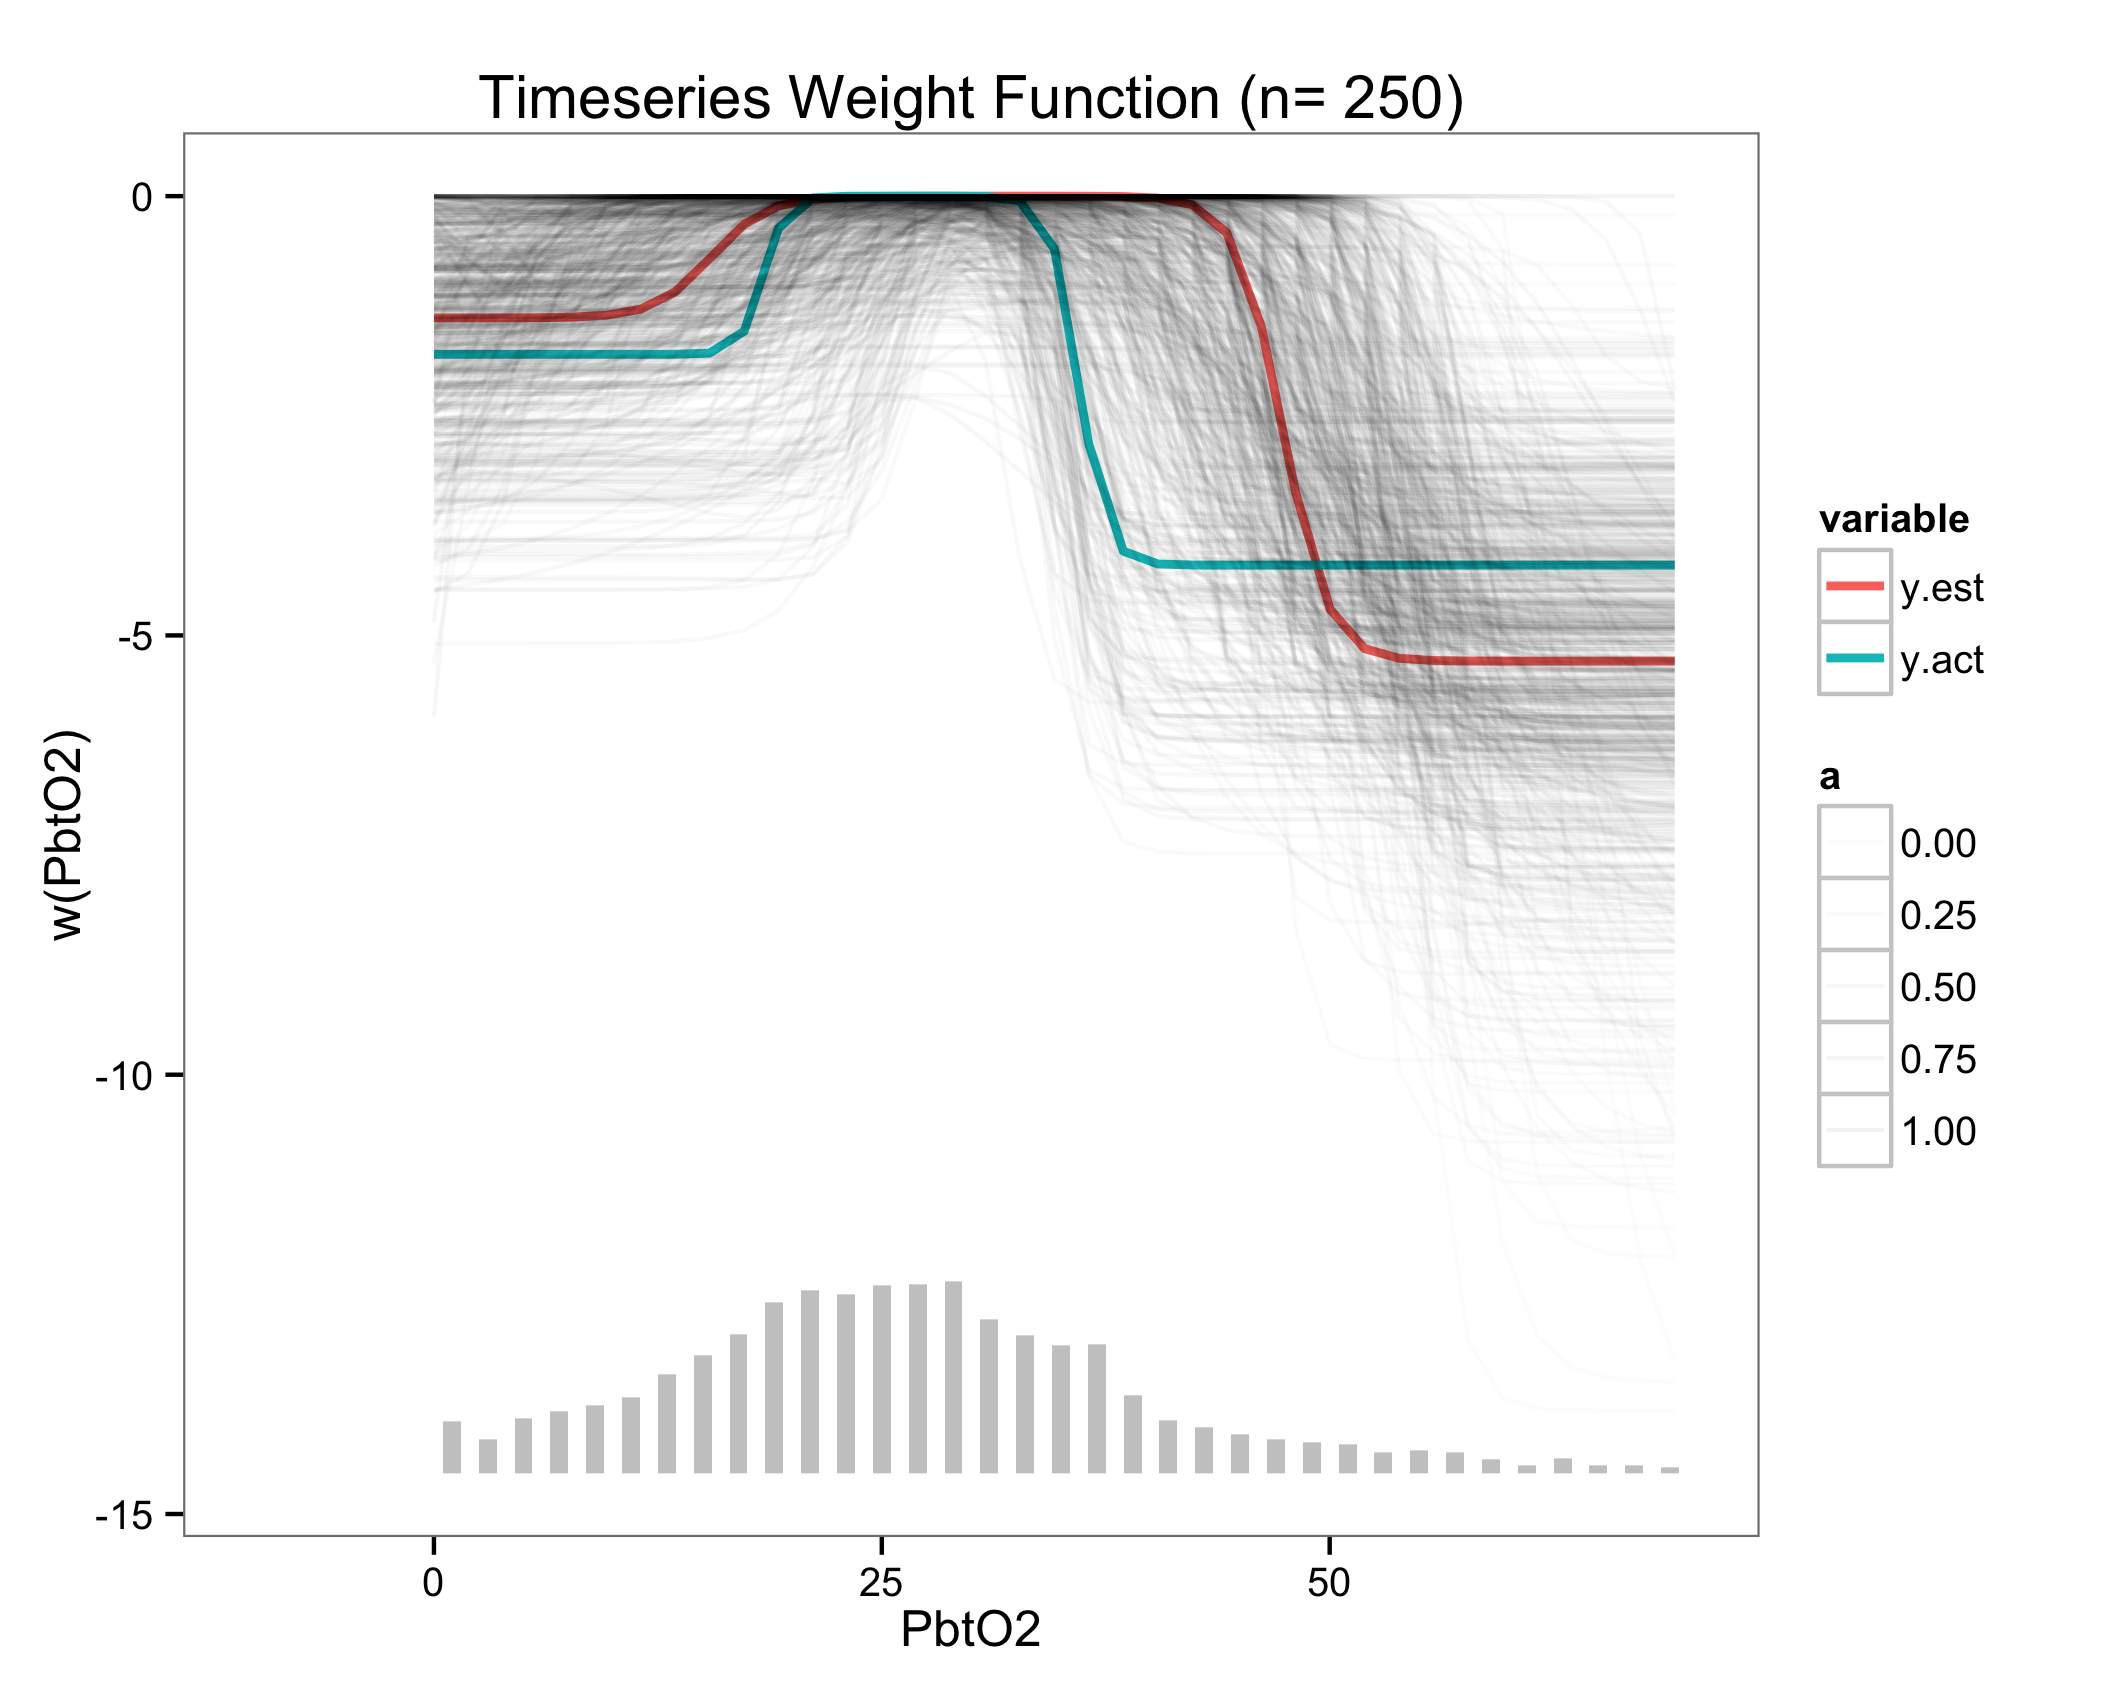 Timeseries Weight Function (n= 250)
0
-5
-10
-15
w(PbtO2)
0 25 50
PbtO2
variable
y.est
y.act
a
0.00
0.25
0.50
0.75
1.00